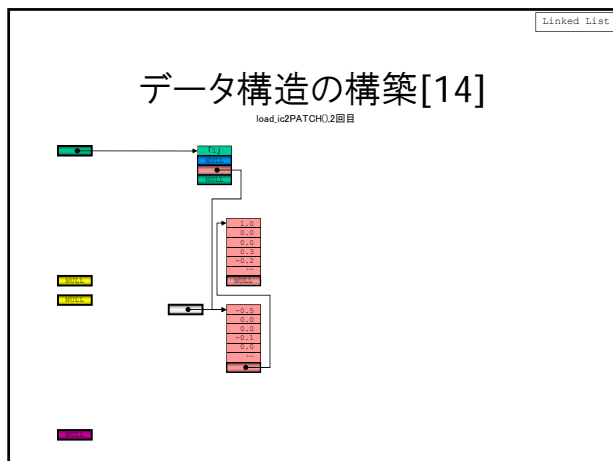 Linked List
データ構造の構築[14]
load_ic2PATCH(),2回目
「i」
NULL
NULL
1.0
0.0
0.0
0.3
-0.2
…
NULL
NULL
NULL
-0.5
0.0
0.0
-0.1
0.0
…
NULL